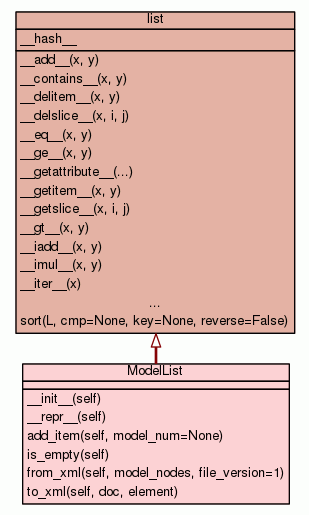 list
__hash__
__add__(x, y)
__contains__(x, y)
__delitem__(x, y)
__delslice__(x, i, j)
__eq__(x, y)
__ge__(x, y)
__getattribute__(...)
__getitem__(x, y)
__getslice__(x, i, j)
__gt__(x, y)
__iadd__(x, y)
__imul__(x, y)
__iter__(x)
...
sort(L, cmp=None, key=None, reverse=False)
ModelList
__init__(self)
__repr__(self)
add_item(self, model_num=None)
is_empty(self)
from_xml(self, model_nodes, file_version=1)
to_xml(self, doc, element)